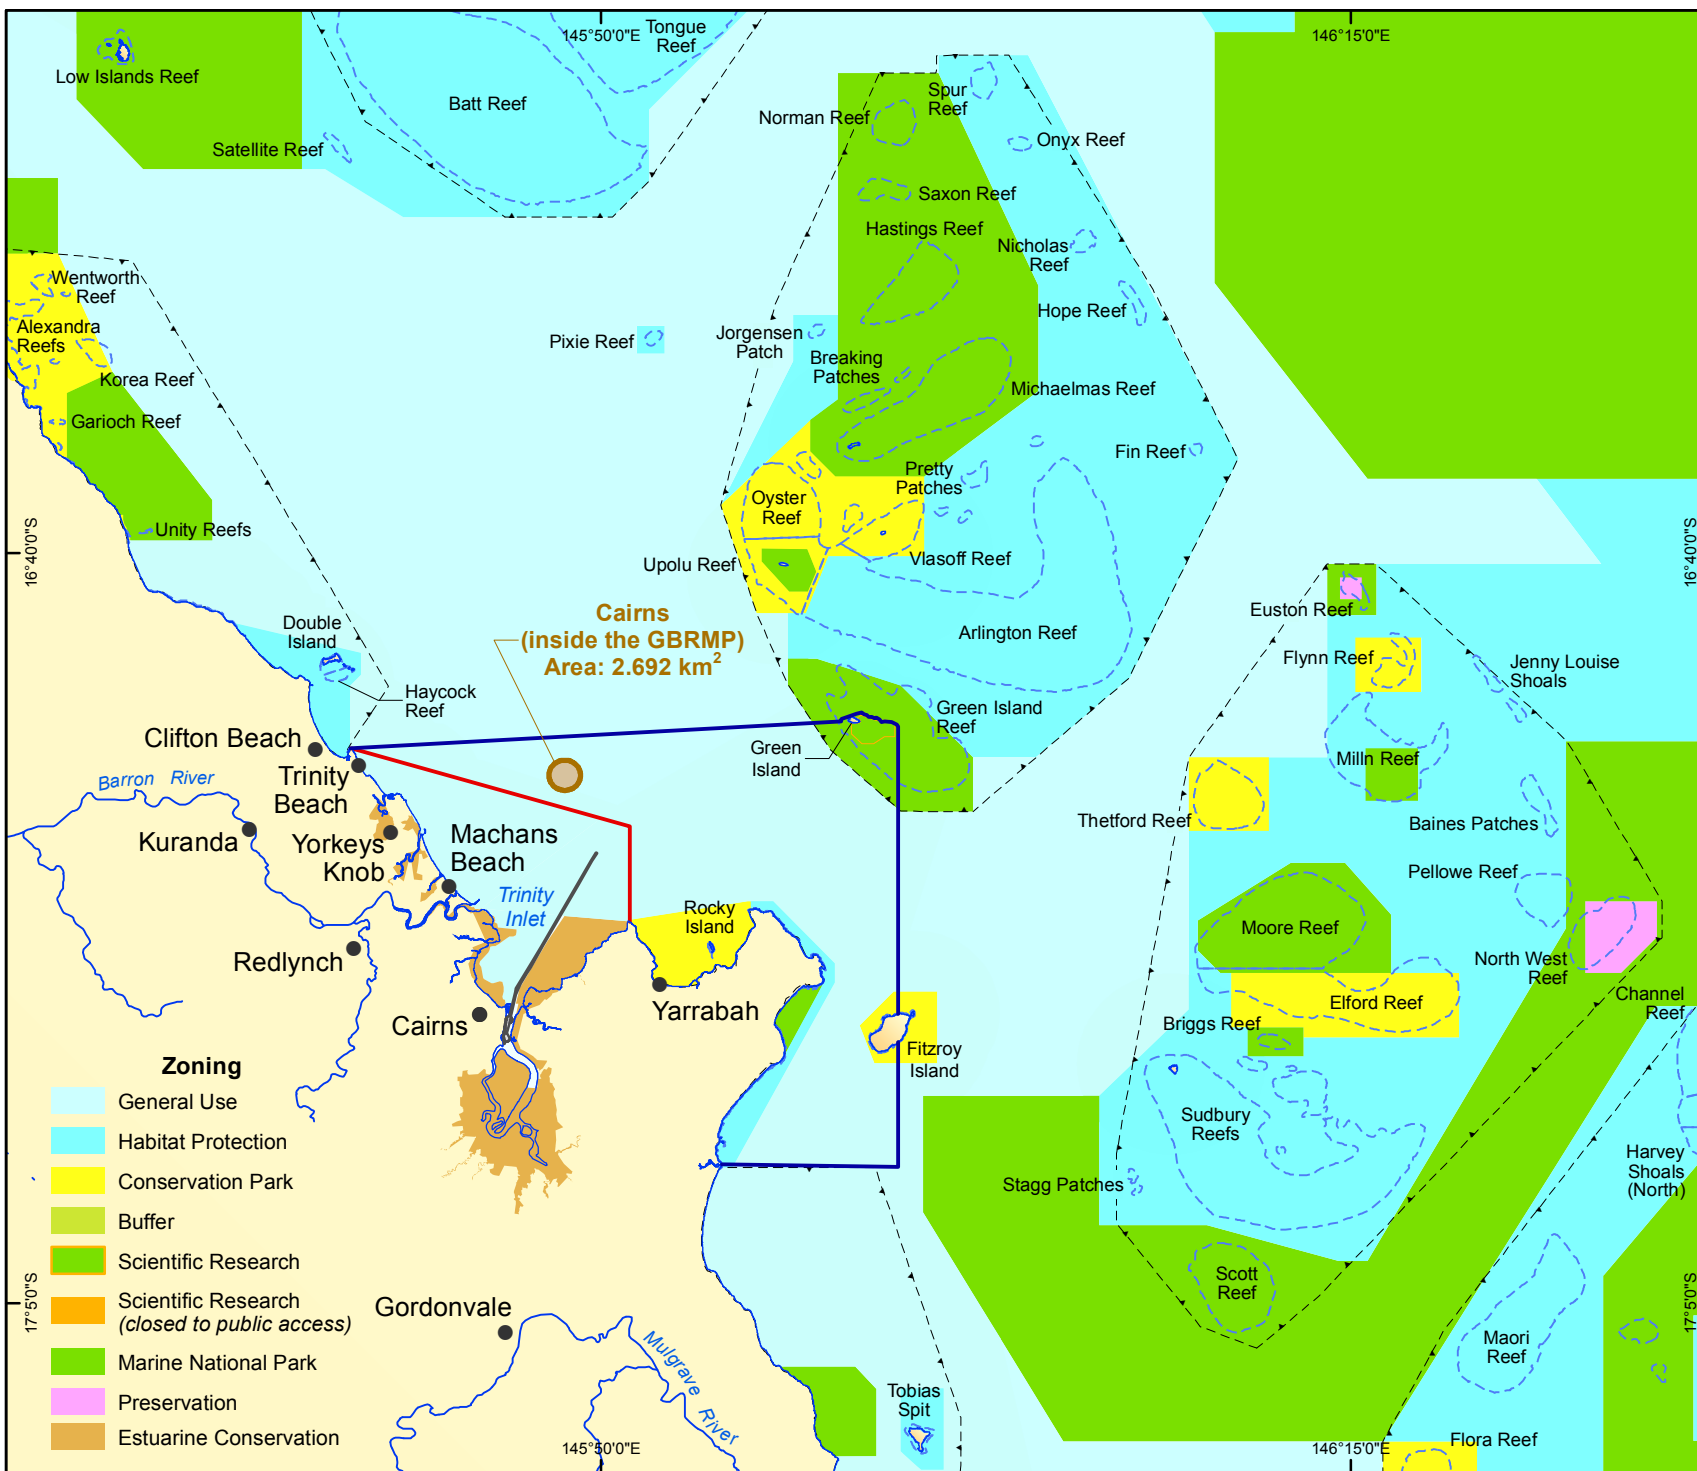 145°50'0"E
146°15'0"E
Tongue
Reef
Low Islands Reef
Batt Reef
Satellite Reef
Spur
Reef
Norman Reef
Onyx Reef
Saxon Reef
Hastings Reef
Nicholas
Reef
Hope Reef
Wentworth
Reef
Alexandra
Reefs
Korea Reef
Garioch Reef
Unity Reefs
Pixie Reef
Jorgensen
Patch
Breaking
Patches
Michaelmas Reef
Fin Reef
Pretty
Patches
Oyster
Reef
Vlasoff Reef
Upolu Reef
16°40'0"S
16°40'0"S
Cairns
(inside the GBRMP)
Area: 2.692 km2
Arlington Reef
Euston Reef
Flynn Reef
Jenny Louise
Shoals
Double
Island
Haycock
Reef
Green Island
Reef
Green
Island
Milln Reef
Clifton Beach
Trinity
Beach
Barron River
Kuranda
Yorkeys
Knob
Machans
Beach
Trinity
Inlet
Thetford Reef
Baines Patches
Pellowe Reef
Rocky
Island
Moore Reef
North West
Reef
Redlynch
Yarrabah
Elford Reef
Channel
Reef
Cairns
Briggs Reef
Fitzroy
Island
Sudbury
Reefs
Harvey
Shoals
(North)
Stagg Patches
Scott
Reef
Maori
Reef
Gordonvale
Mulgrave River
Tobias
Spit
Flora Reef
17°5'0"S
17°5'0"S
Zoning
General Use
Habitat Protection
Conservation Park
Buffer
Scientific Research
Scientific Research
(closed to public access)
Marine National Park
Preservation
Estuarine Conservation
145°50'0"E
146°15'0"E